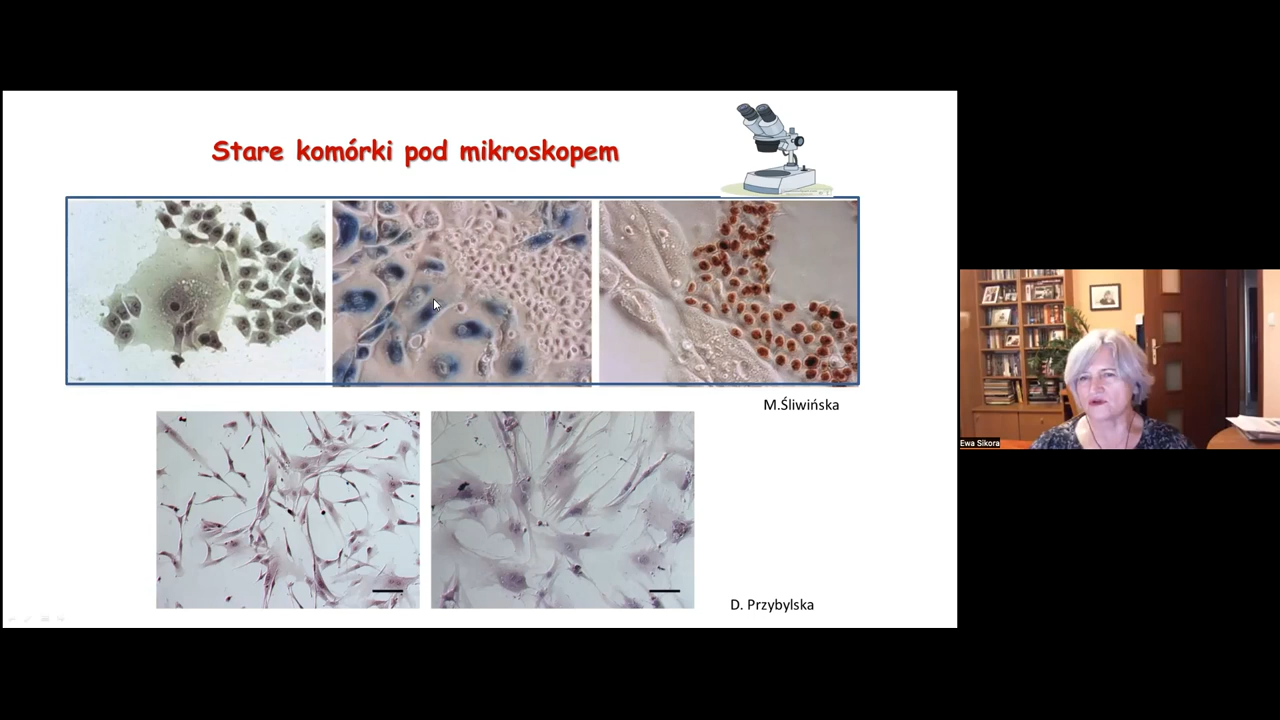 Stare komórki pod mikroskopem
M.Śliwińska
D. Przybylska
Ewa Sikora